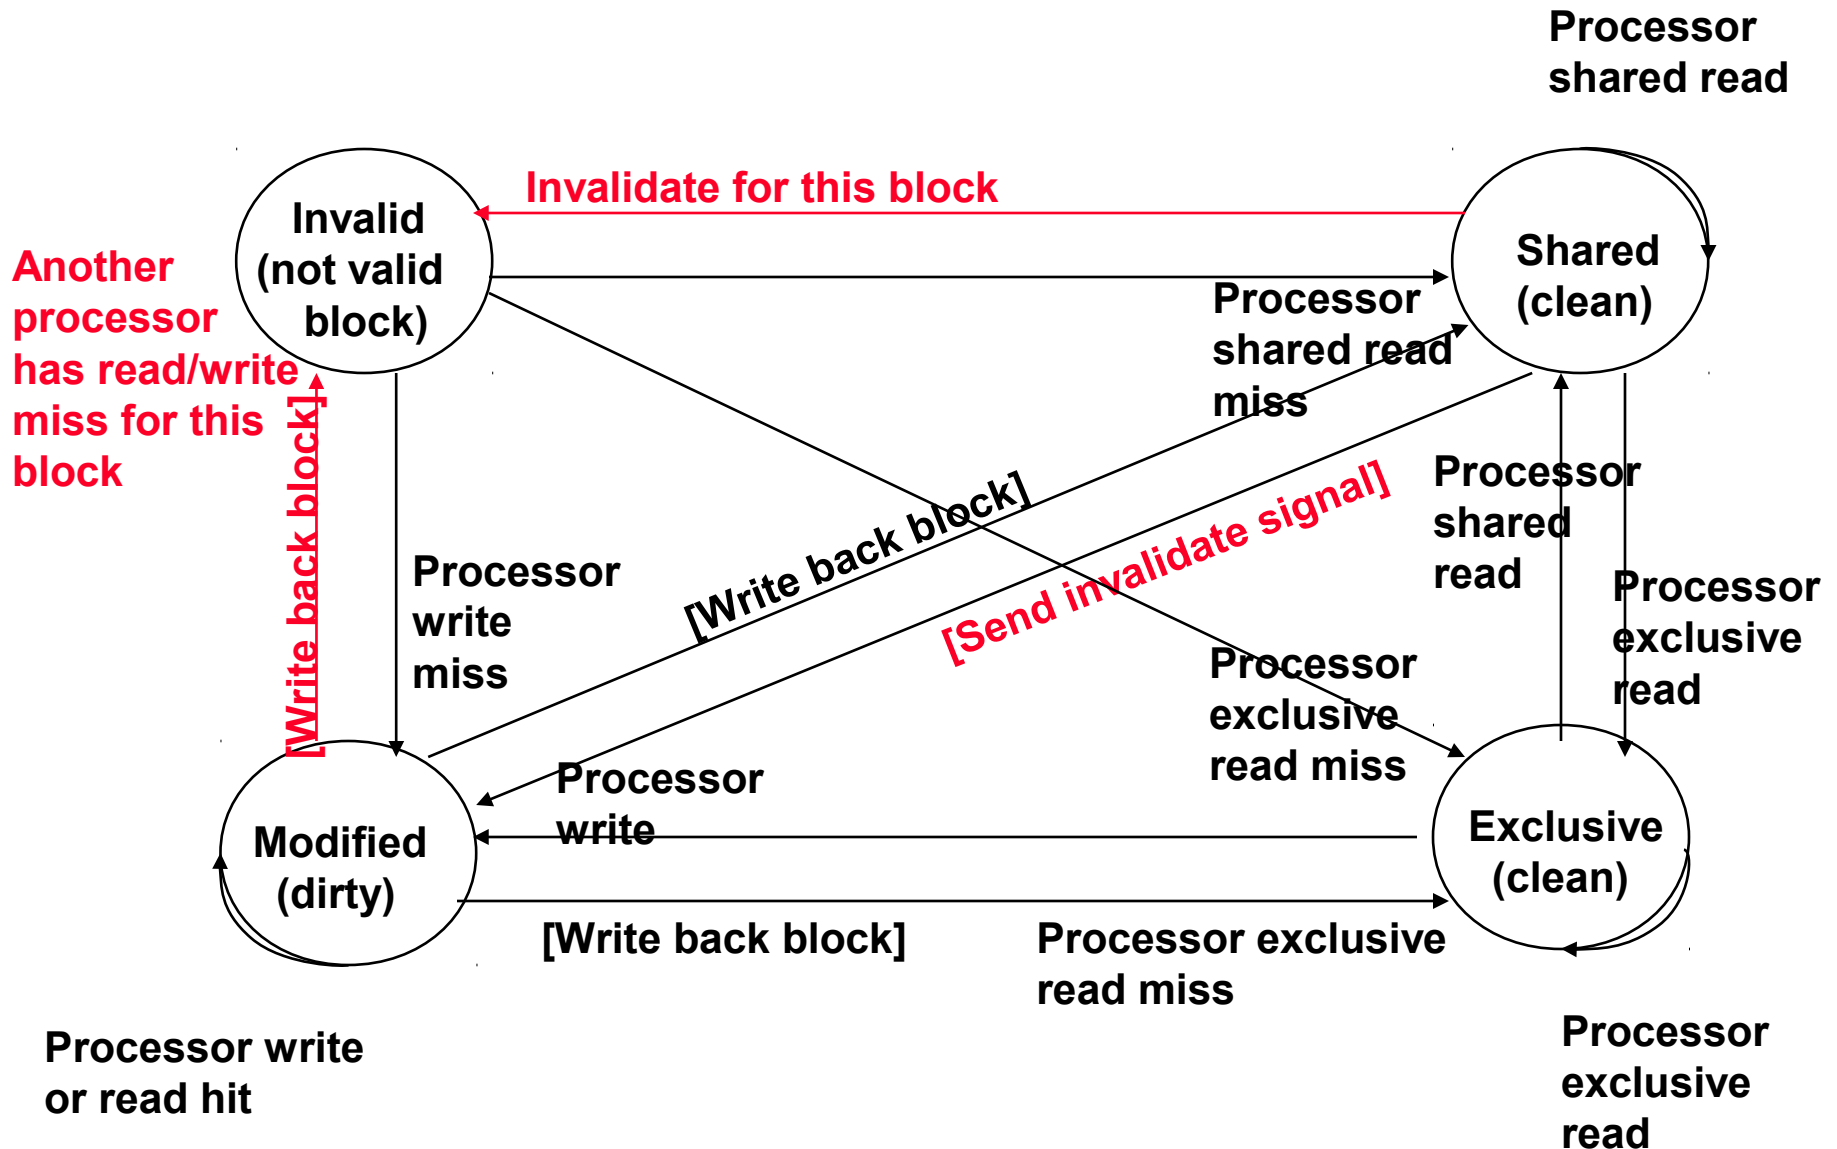 Processor
shared read
Invalidate for this block
Invalid
(not valid
block)
Shared
(clean)
Another
processor
has read/write
miss for this
block
[Write back block]
Processor
shared read
miss
Processor
write
miss
[Write back block]
[Send invalidate signal]
Processor
shared
read
Processor
exclusive
read
Processor
exclusive
read miss
Processor
write
Modified
(dirty)
Exclusive
(clean)
[Write back block]
Processor exclusive
read miss
Processor write
or read hit
Processor
exclusive
read